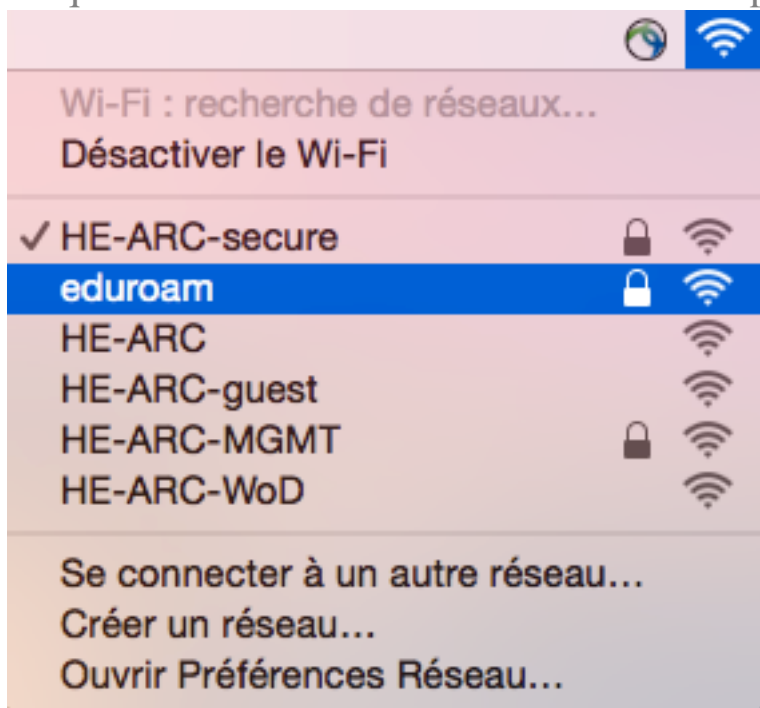 Wi-Fi : recherche de réseaux...
Désactiver le Wi-Fi
HE-ARC-secure
eduroam
HE-ARC
HE-ARC-guest
HE-ARC-MGMT
HE-ARC-WoD
Se connecter à un autre réseau...
Créer un réseau...
Ouvrir Préférences Réseau...